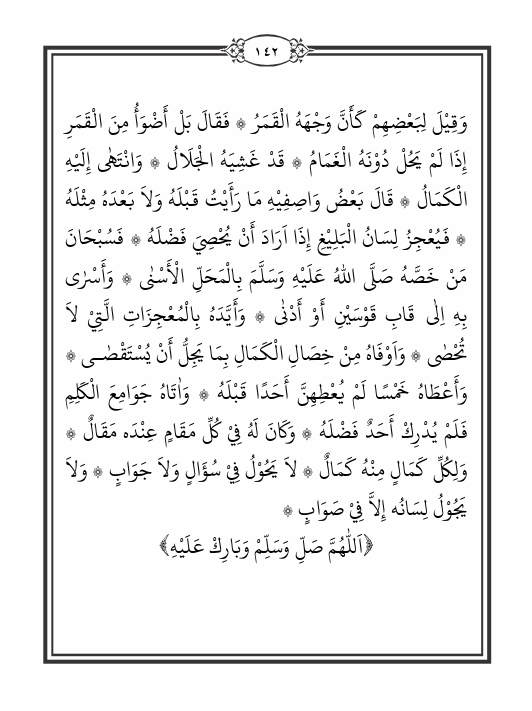 ١٤٢
وَقِيْلَ لِبَعْضِهِمْ كَأَنَّ وَجْهَهُ الْقَمَرُ ۞ فَقَالَ بَلْ أَضْوَأُ مِنَ الْقَمَرِ
إِذَا لَمْ يَحُلْ دُوْنَهُ الْغَمَامُ ۞ قَدْ غَشِيَهُ الْجَلَالُ ۞ وَانْتَهٰى إِلَيْهِ
الْكَمَالُ ۞ قَالَ بَعْضُ وَاصِفِيْهِ مَا رَأَيْتُ قَبْلَهُ وَلاَ بَعْدَهُ مِثْلَهُ
۞ فَيُعْجِزُ لِسَانُ الْبَلِيْغِ إِذَا اَرَادَ أَنْ يُحْصِيَ فَضْلَهُ ۞ فَسُبْحَانَ
مَنْ خَصَّهُ صَلَّى اللهُ عَلَيْهِ وَسَلَّمَ بِالْمَحَلِّ الْأَسْنٰى ۞ وَأَسْرٰى
بِهِ اِلٰى قَابِ قَوْسَيْنِ أَوْ أَدْنٰى ۞ وَأَيَّدَهُ بِالْمُعْجِزَاتِ الَّتِيْ لاَ
تُحْصٰى ۞ وَاَوْفَاهُ مِنْ خِصَالِ الْكَمَالِ بِمَا يَجِلُّ أَنْ يُسْتَقْصٰـى ۞
وَأَعْطَاهُ خَمْسًا لَمْ يُعْطِهِنَّ أَحَدًا قَبْلَهُ ۞ وَاٰتَاهُ جَوَامِعَ الْكَلِمِ
فَلَمْ يُدْرِكْ أَحَدٌ فَضْلَهُ ۞ وَكَانَ لَهُ فِيْ كُلِّ مَقَامٍ عِنْدَه مَقَالٌ ۞
وَلِكُلِّ كَمَالٍ مِنْهُ كَمَالٌ ۞ لاَ يَحُوْلُ فِيْ سُؤَالٍ وَلاَ جَوَابٍ ۞ وَلاَ
يَجُوْلُ لِسَانُه إِلاَّ فِيْ صَوَابٍ ۞
﴿اَللّٰهُمَّ صَلِّ وَسَلِّمْ وَبَارِكْ عَلَيْهِ﴾